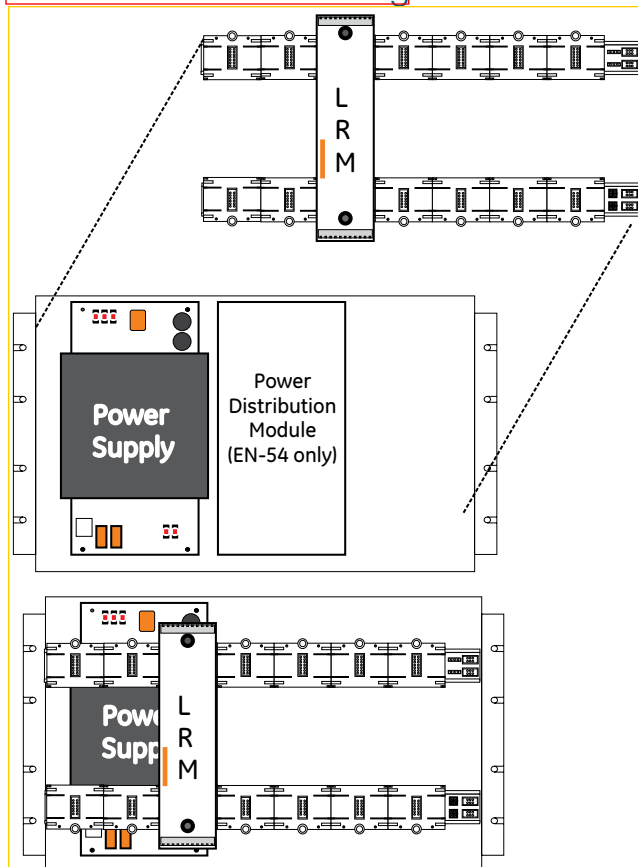 L
R
M
Power
Supply
Power
Distribution
Module
(EN-54 only)
L
R
M